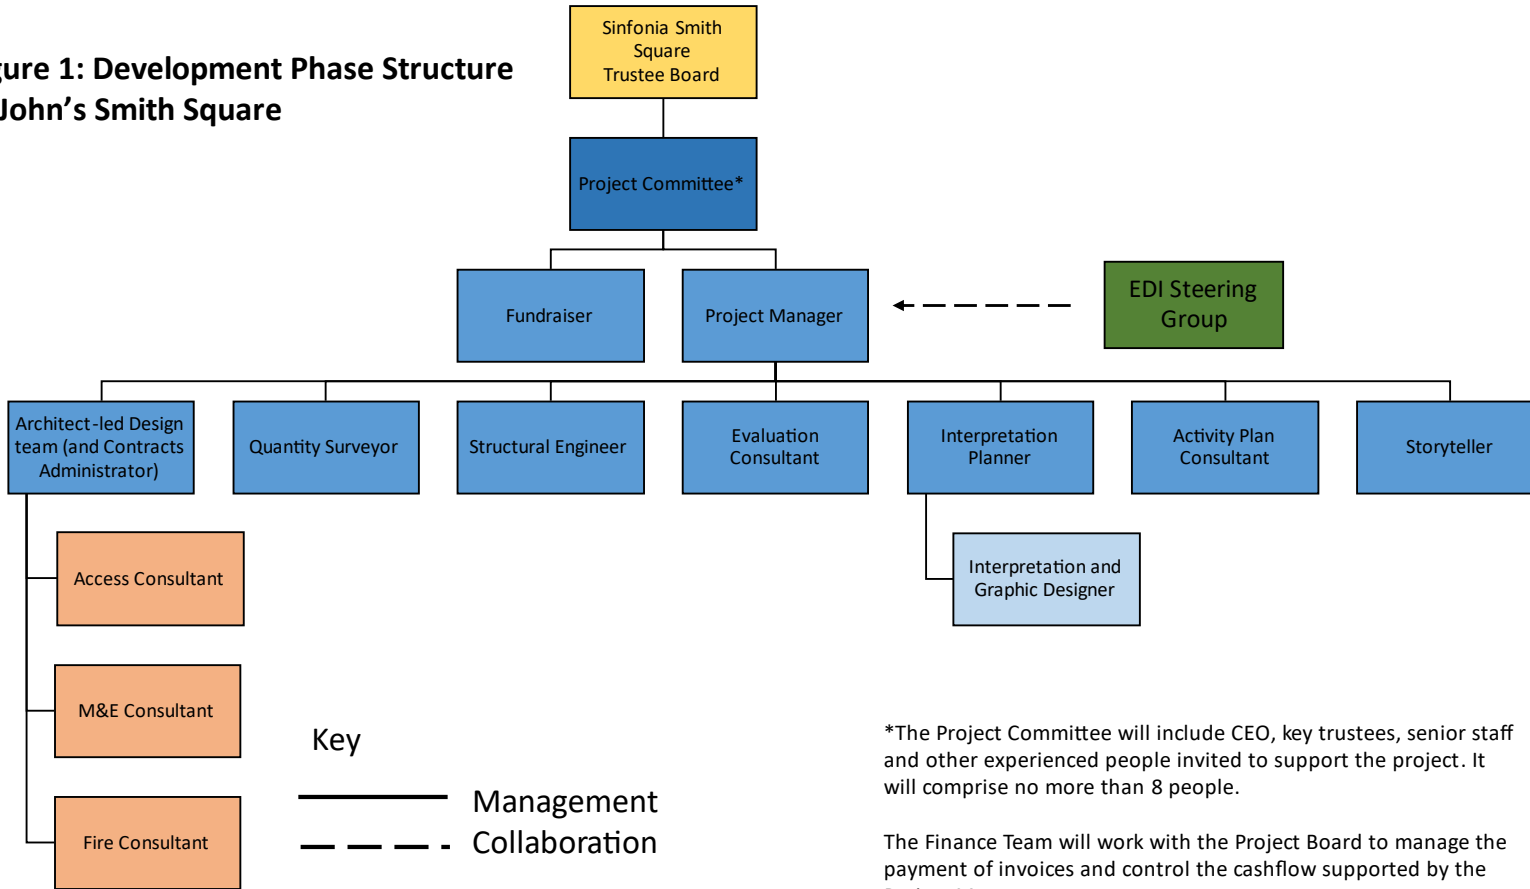 Sinfonia Smith
Square
Trustee Board
gure 1: Development Phase Structure
John’s Smith Square
Project Committee*
Fundraiser
Project Manager
EDI Steering
Group
Architect-led Design
team (and Contracts
Administrator)
Quantity Surveyor
Structural Engineer
Evaluation
Consultant
Interpretation
Planner
Activity Plan
Consultant
Storyteller
Access Consultant
Interpretation and
Graphic Designer
M&E Consultant
Fire Consultant
Key
Management
Collaboration
*The Project Committee will include CEO, key trustees, senior staff
and other experienced people invited to support the project. It
will comprise no more than 8 people.
The Finance Team will work with the Project Board to manage the
payment of invoices and control the cashflow supported by the